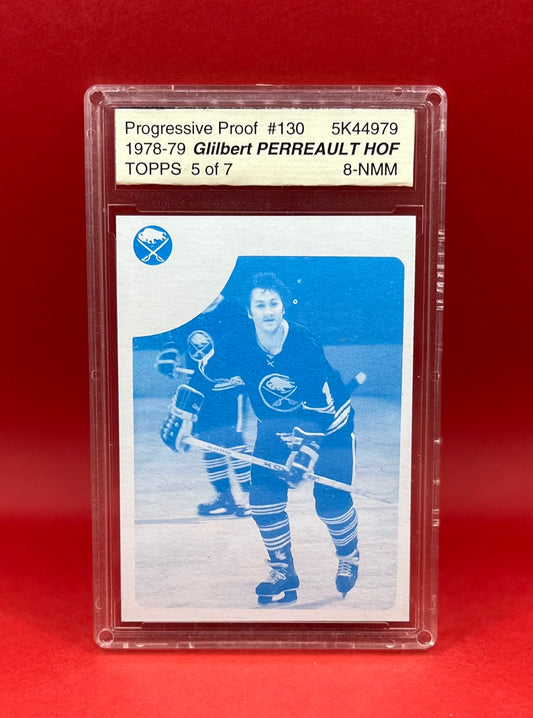 Progressive Proof #130 5K44979
1978-79 Glilbert PERREAULT HOF
TOPPS 5 of 7 8-NMM